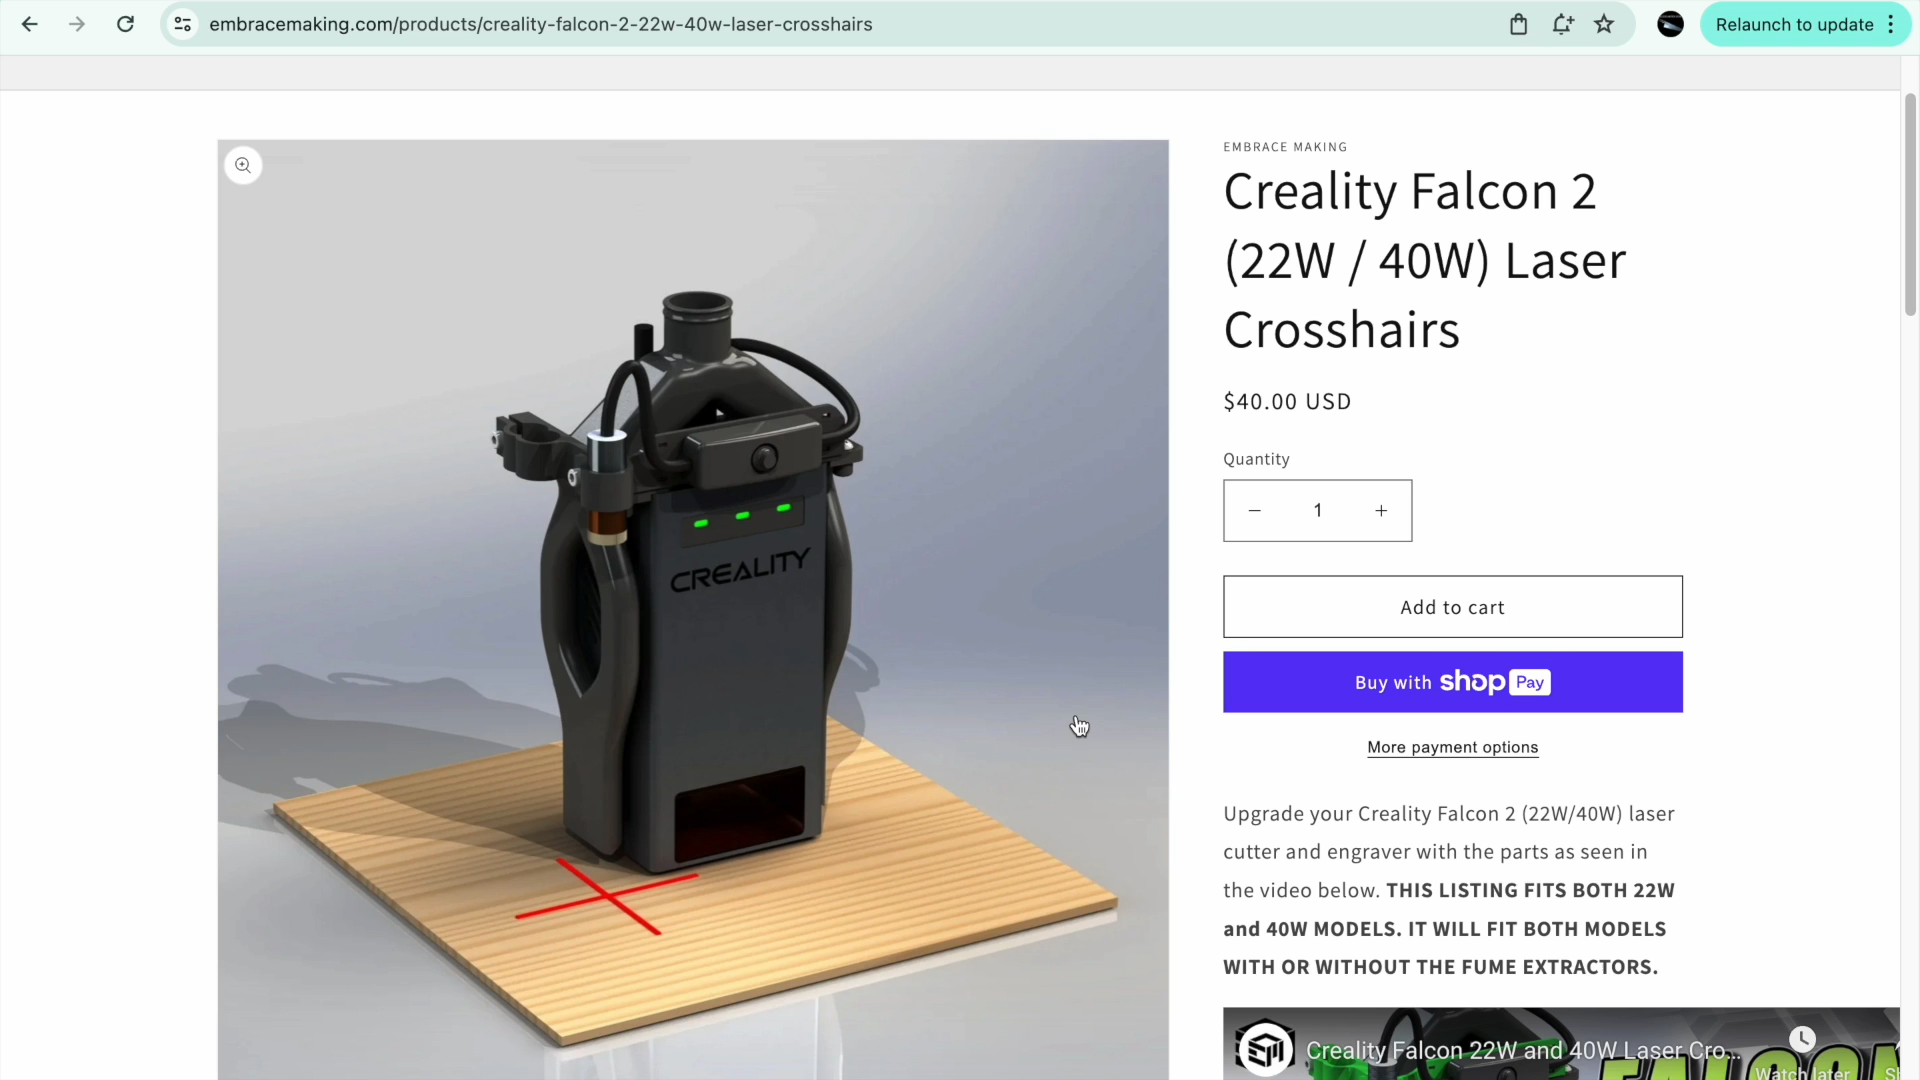 embracemaking.com/products/creality-falcon-2-22w-40w-laser-crosshairs
Relaunch to update
CREALITY
EMBRACE MAKING
Creality Falcon 2
(22W / 40W) Laser
Crosshairs
$40.00 USD
Quantity
− 1 +
Add to cart
Buy with shop Pay
More payment options
Upgrade your Creality Falcon 2 (22W/40W) laser
cutter and engraver with the parts as seen in
the video below. THIS LISTING FITS BOTH 22W
and 40W MODELS. IT WILL FIT BOTH MODELS
WITH OR WITHOUT THE FUME EXTRACTORS.
Creality Falcon 22W and 40W Laser Cro...
Watch later